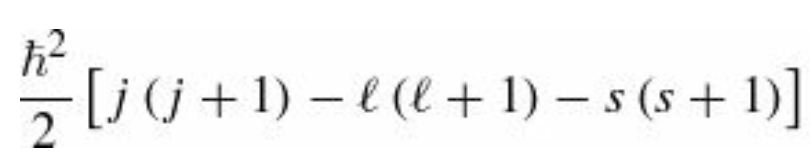 ħ²/2 [j (j + 1) − ℓ (ℓ + 1) − s (s + 1)]